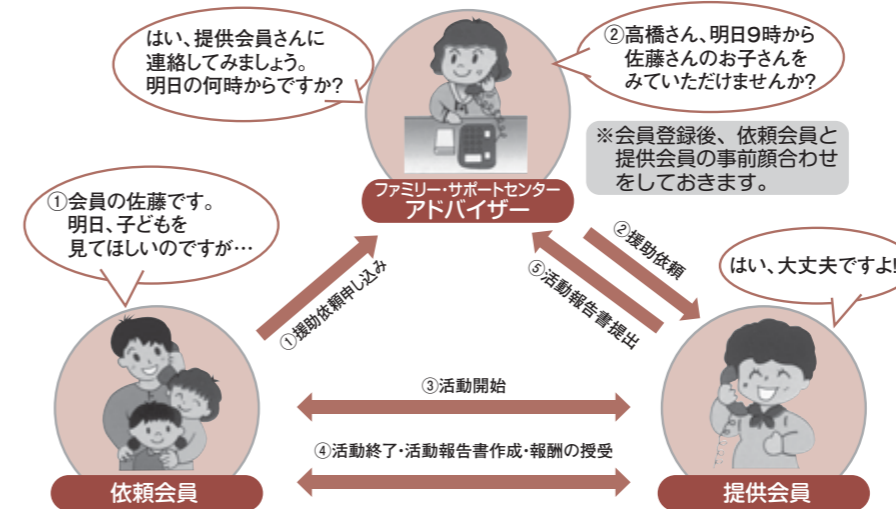 はい、提供会員さんに
連絡してみましょう。
明日の何時からですか?
②高橋さん、明日9時から
佐藤さんのお子さんを
みていただけませんか?
※会員登録後、依頼会員と
提供会員の事前顔合わせ
をしておきます。
ファミリー・サポートセンター
アドバイザー
①会員の佐藤です。
明日、子どもを
見てほしいのですが…
①援助依頼申し込み
②援助依頼
⑤活動報告書提出
はい、大丈夫ですよ!
③活動開始
④活動終了・活動報告書作成・報酬の授受
依頼会員
提供会員